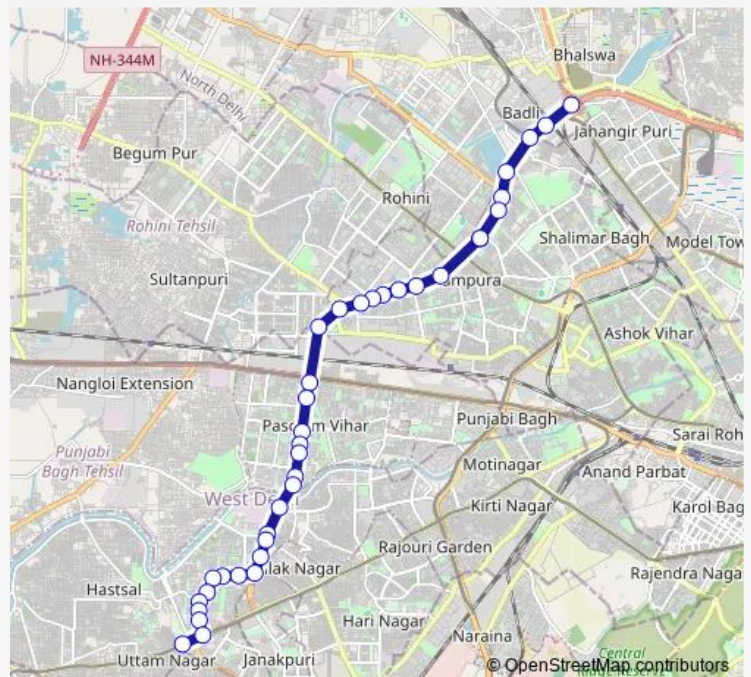 Bhalswa
NH-344M
North Delhi
Badli
Jahangir Puri
Begum Pur
Rohini
Rohini Tehsil
Shalimar Bagh
Model Tow
Sultanpuri
mpura
Ashok Vihar
Nangloi Extension
Punjabi Bagh
Pas
m Vihar
Sarai Roh
Punjabi
Bagh Tehsil
Motinagar
Anand Parbat
West De
Kirti Nagar
Karol Bag
Rajouri Garden
lak Nagar
Rajendra Naga
Hastsal
Hari Nagar
Naraina
Uttam Nagar
Janakpuri
Central
© OpenStreetMap contributors